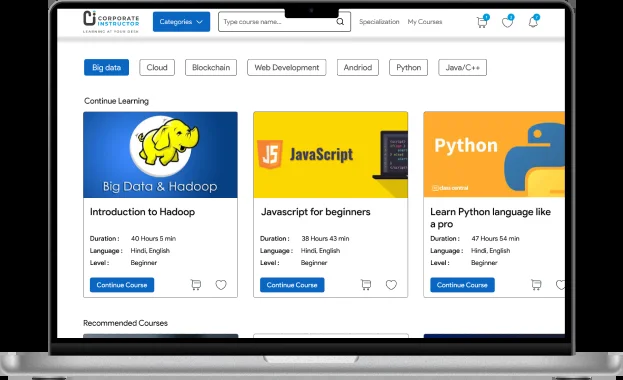 CORPORATE
INSTRUCTOR
LEARNING AT YOUR DESK
Categories
Type course name...
Specialization
My Courses
Big data
Cloud
Blockchain
Web Development
Andriod
Python
Java/C++
Continue Learning
Big Data & Hadoop
JS
JavaScript
Python
Introduction to Hadoop
Javascript for beginners
Learn Python language like
a pro
Duration : 40 Hours 5 min
Language : Hindi, English
Level : Beginner
Duration : 38 Hours 43 min
Language : Hindi, English
Level : Beginner
Duration : 47 Hours 54 min
Language : Hindi, English
Level : Beginner
Continue Course
Continue Course
Continue Course
Recommended Courses